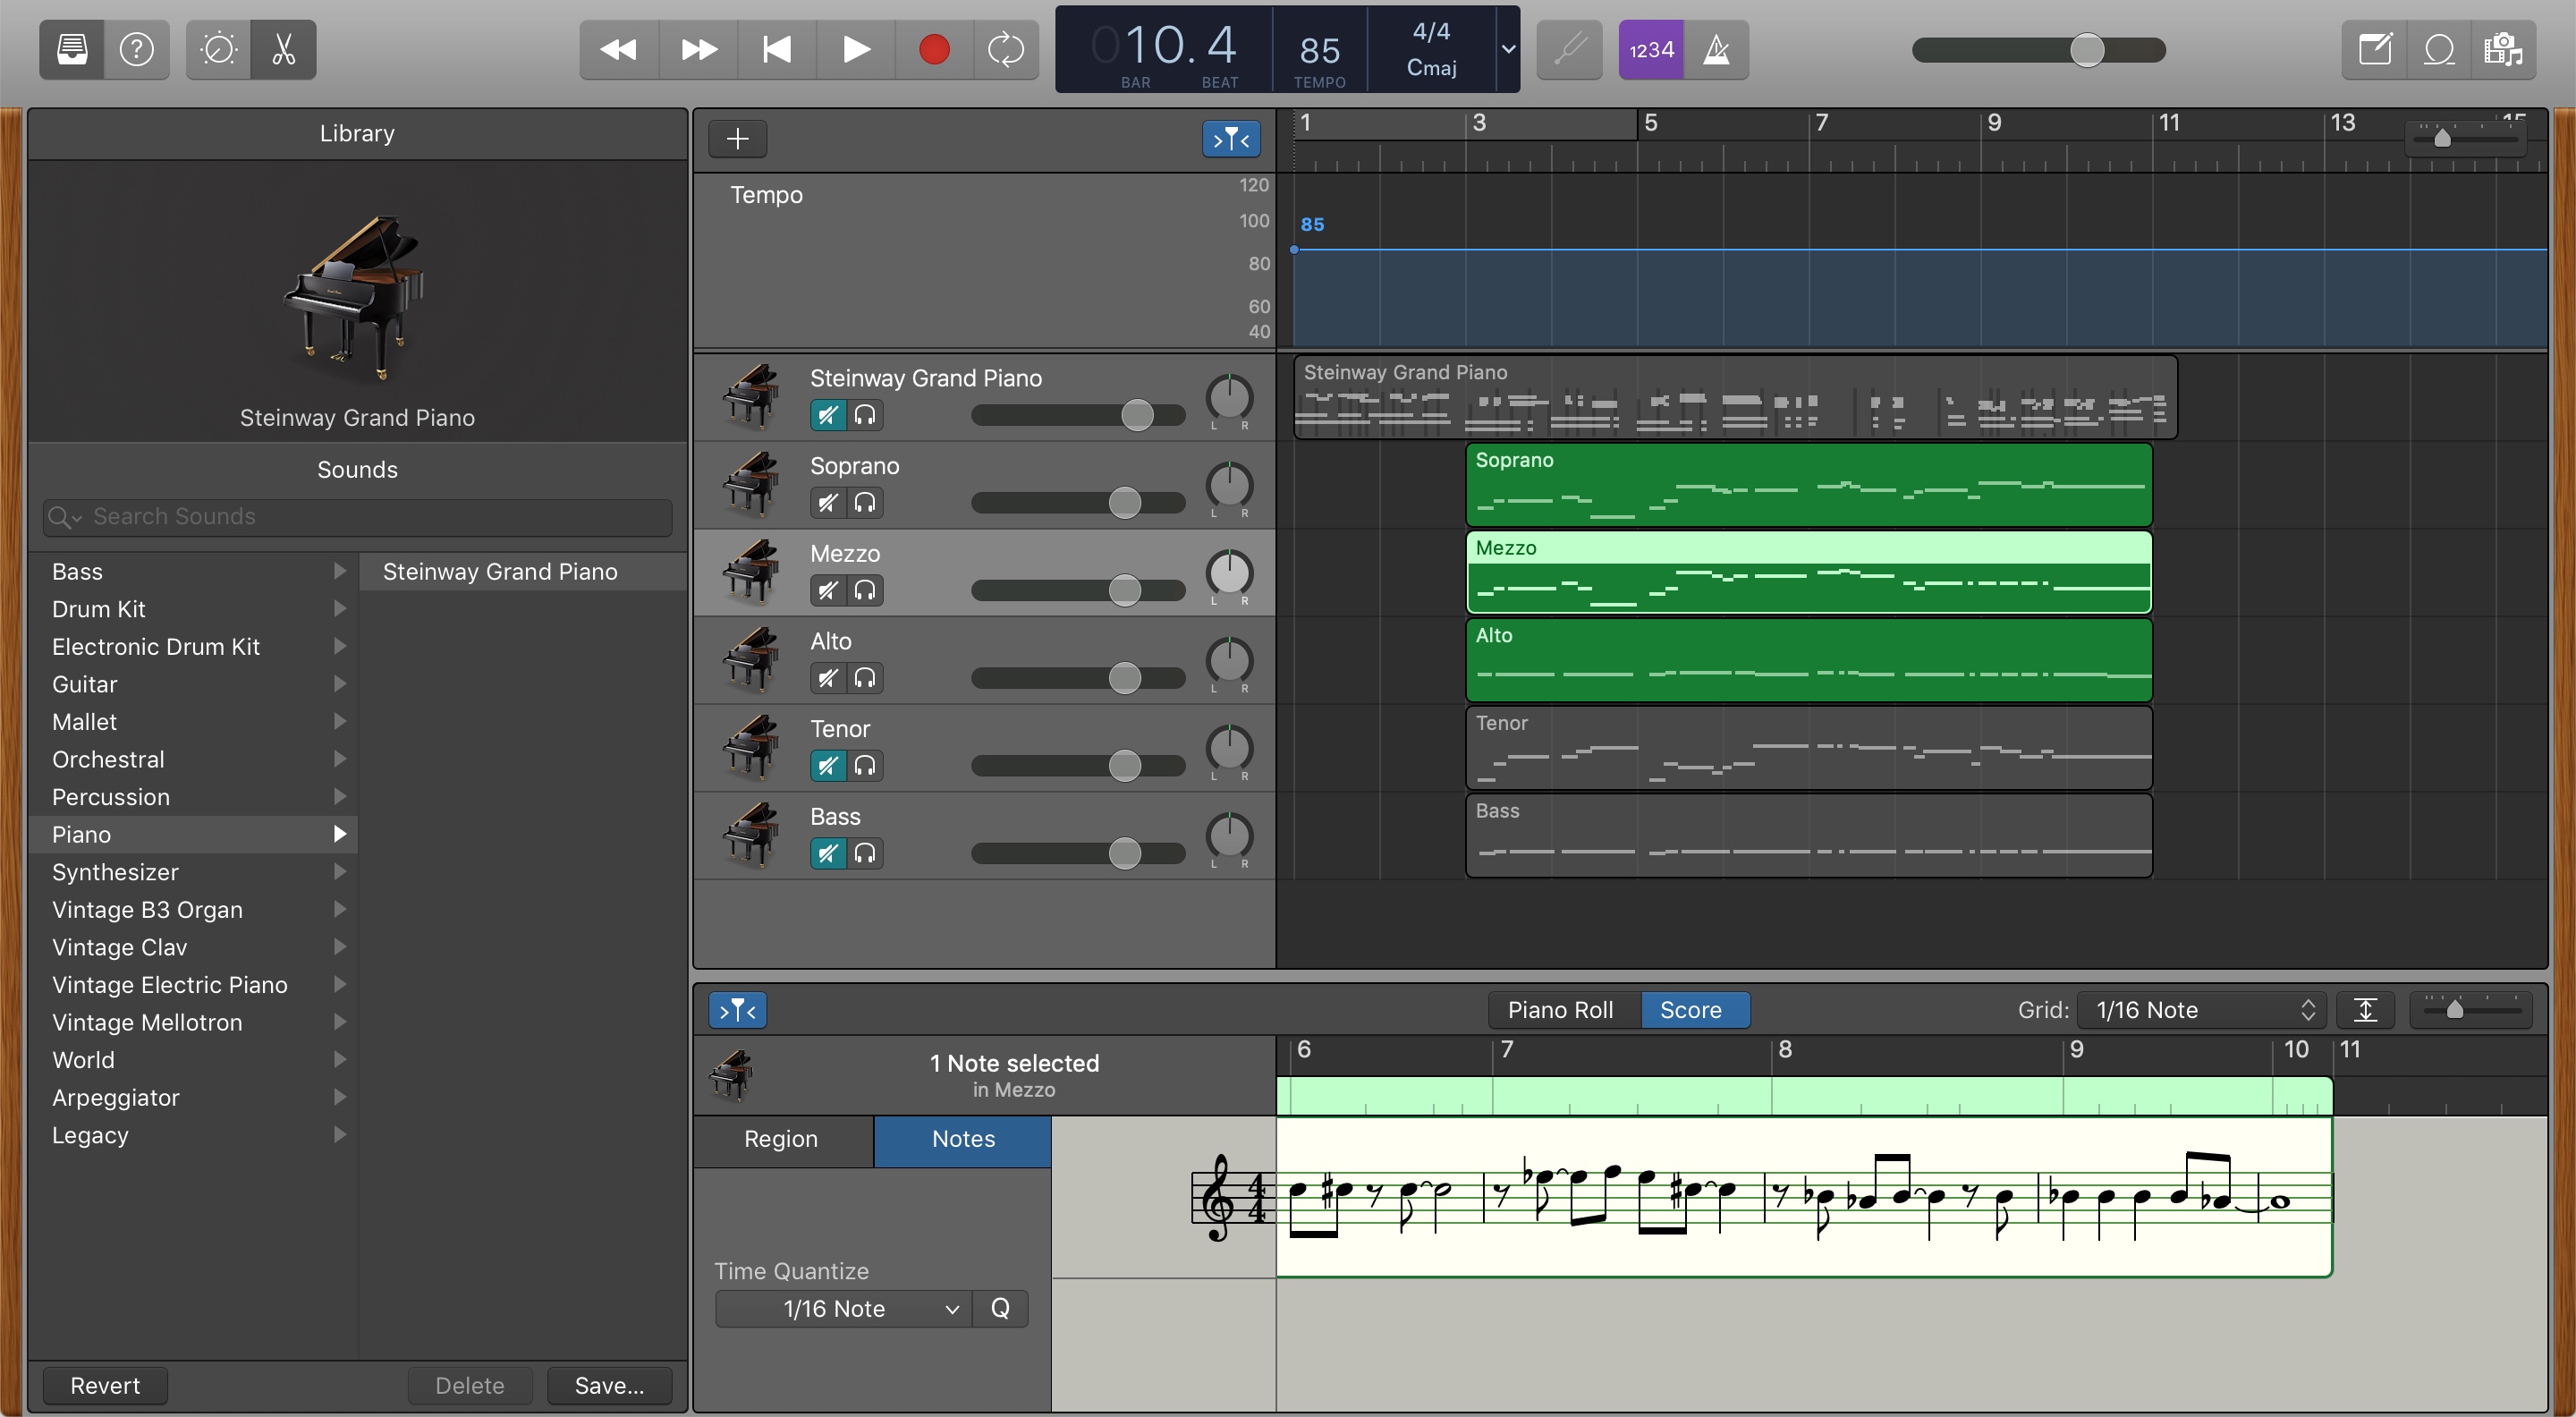 010.4
BAR BEAT
85
TEMPO
4/4
Cmaj
1234
Library
Steinway Grand Piano
Sounds
Search Sounds
Bass
Drum Kit
Electronic Drum Kit
Guitar
Mallet
Orchestral
Percussion
Piano
Synthesizer
Vintage B3 Organ
Vintage Clav
Vintage Electric Piano
Vintage Mellotron
World
Arpeggiator
Legacy
Steinway Grand Piano
Revert Delete Save...
1 3 5 7 9 11 13 15
Tempo
120
100
80
60
40
85
Steinway Grand Piano
L R
Steinway Grand Piano
Soprano
L R
Soprano
Mezzo
L R
Mezzo
Alto
L R
Alto
Tenor
L R
Tenor
Bass
L R
Bass
Piano Roll Score Grid: 1/16 Note
1 Note selected
in Mezzo
6 7 8 9 10 11
Region Notes
4
4
Time Quantize
1/16 Note Q